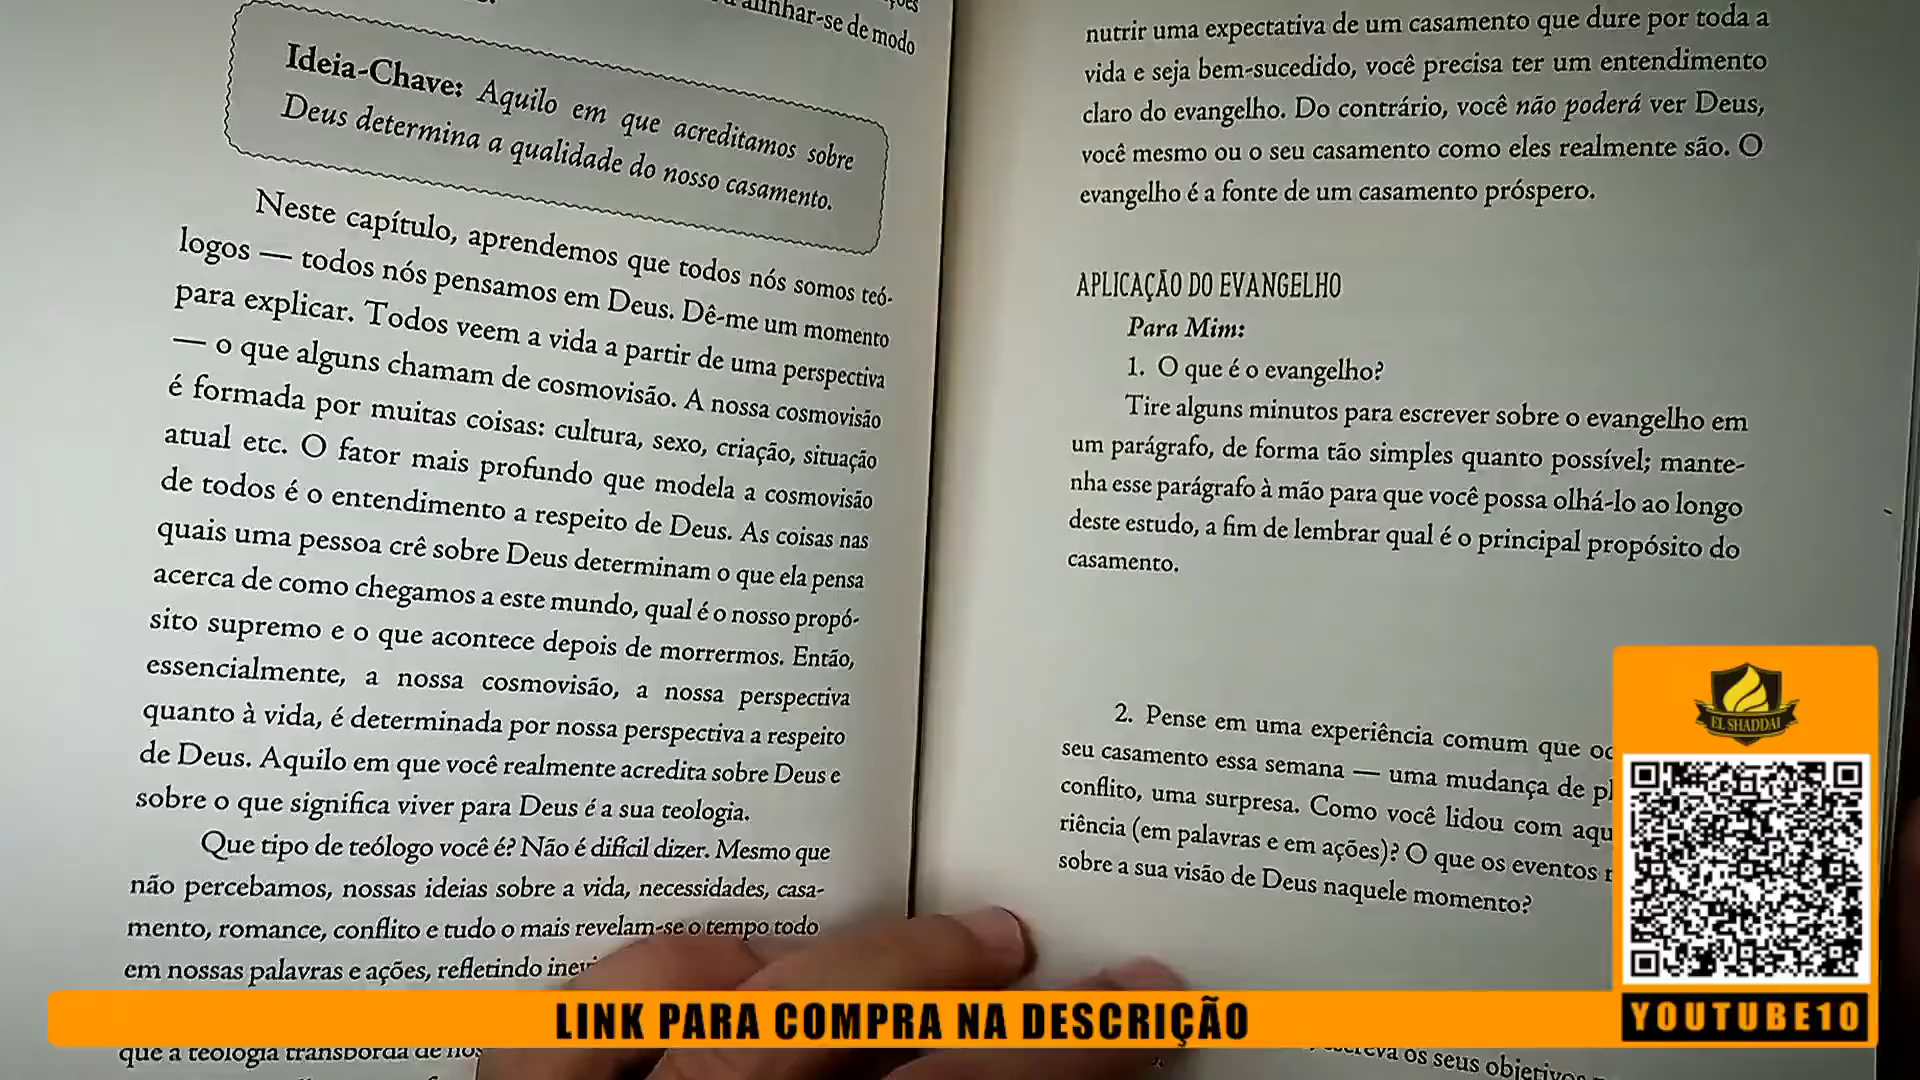 alinhar-se de modo
Ideia-Chave: Aquilo em que acreditamos sobre
Deus determina a qualidade do nosso casamento.
Neste capítulo, aprendemos que todos nós somos teó-
logos — todos nós pensamos em Deus. Dê-me um momento
para explicar. Todos veem a vida a partir de uma perspectiva
— o que alguns chamam de cosmovisão. A nossa cosmovisão
é formada por muitas coisas: cultura, sexo, criação, situação
atual etc. O fator mais profundo que modela a cosmovisão
de todos é o entendimento a respeito de Deus. As coisas nas
quais uma pessoa crê sobre Deus determinam o que ela pensa
acerca de como chegamos a este mundo, qual é o nosso propó-
sito supremo e o que acontece depois de morrermos. Então,
essencialmente, a nossa cosmovisão, a nossa perspectiva
quanto à vida, é determinada por nossa perspectiva a respeito
de Deus. Aquilo em que você realmente acredita sobre Deus e
sobre o que significa viver para Deus é a sua teologia.
Que tipo de teólogo você é? Não é difícil dizer. Mesmo que
não percebamos, nossas ideias sobre a vida, necessidades, casa-
mento, romance, conflito e tudo o mais revelam-se o tempo todo
em nossas palavras e ações, refletindo
que a teologia transborda de
nutrir uma expectativa de um casamento que dure por toda a
vida e seja bem-sucedido, você precisa ter um entendimento
claro do evangelho. Do contrário, você não poderá ver Deus,
você mesmo ou o seu casamento como eles realmente são. O
evangelho é a fonte de um casamento próspero.
APLICAÇÃO DO EVANGELHO
Para Mim:
1. O que é o evangelho?
Tire alguns minutos para escrever sobre o evangelho em
um parágrafo, de forma tão simples quanto possível; mante-
nha esse parágrafo à mão para que você possa olhá-lo ao longo
deste estudo, a fim de lembrar qual é o principal propósito do
casamento.
2. Pense em uma experiência comum que
seu casamento essa semana — uma mudança de
conflito, uma surpresa. Como você lidou com
riência (em palavras e em ações)? O que os eventos
sobre a sua visão de Deus naquele momento?
os seus objetivos
EL SHADDAI
YOUTUBE10
LINK PARA COMPRA NA DESCRIÇÃO